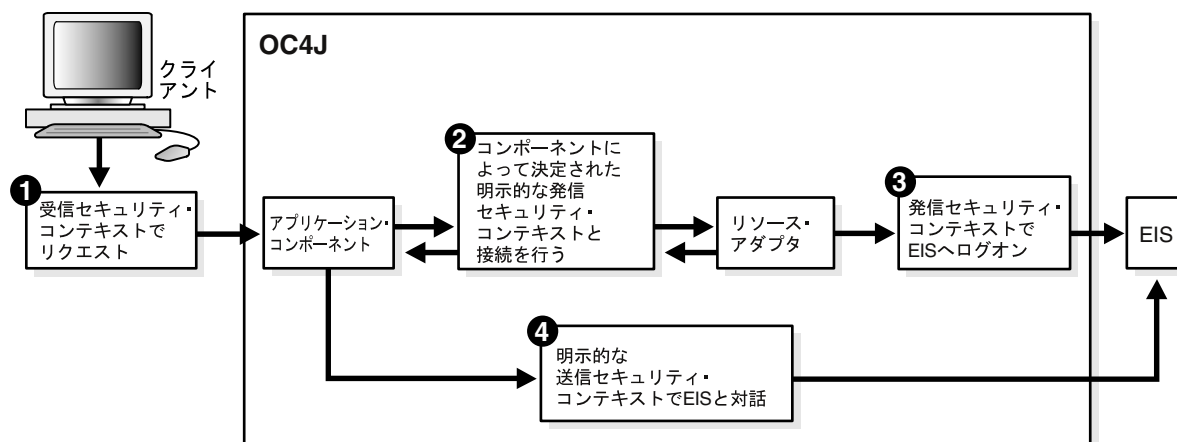 OC4J
クライ
アント
1
受信セキュリティ・
コンテキストで
リクエスト
アプリケーション・
コンポーネント
2
コンポーネントに
よって決定された
明示的な発信
セキュリティ・
コンテキストと
接続を行う
リソース・
アダプタ
3
発信セキュリティ・
コンテキストで
EISへログオン
EIS
4
明示的な
送信セキュリティ・
コンテキストでEISと対話